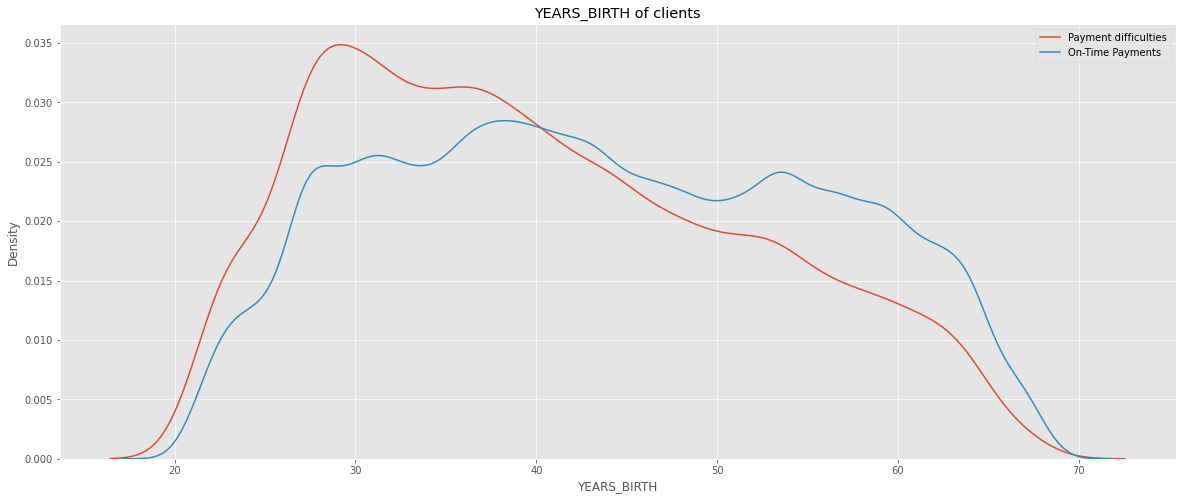 YEARS_BIRTH of clients
Payment difficulties
On-Time Payments
0.035
0.030
0.025
0.020
0.015
0.010
0.005
0.000
Density
20 30 40 50 60 70
YEARS_BIRTH